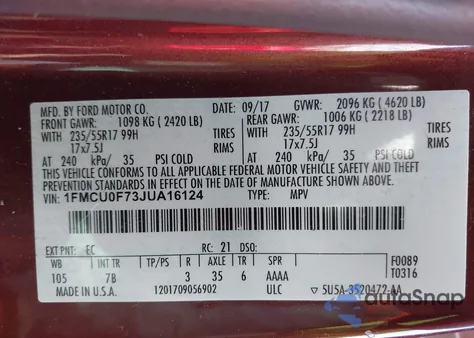 MFD. BY FORD MOTOR CO. 09/17 GVWR: 2096 KG ( 4620 LB)
FRONT GAWR: 1098 KG ( 2420 LB) REAR GAWR: 1006 KG ( 2218 LB)
WITH 235/55R17 99H TIRES WITH 235/55R17 99H TIRES
17x7.5J RIMS 17x7.5J RIMS
AT 240 kPa/ 35 PSI COLD AT 240 kPa/ 35 PSI COLD
THIS VEHICLE CONFORMS TO ALL APPLICABLE FEDERAL MOTOR VEHICLE SAFETY AND THEFT
PREVENTION STANDARDS IN EFFECT ON THE DATE OF MANUFACTURE SHOWN ABOVE.
VIN: 1FMCU0F73JUA16124 TYPE: MPV
EXT PNT: EC RC: 21 DSO: F0089
WB BRK INT TR TP/PS R AXLE TR SPR T0316
105 7B 3 35 6 AAAA
MADE IN U.S.A. 1201709056902 ULC ▽ 5U5A-3520472-AA
autoSnap